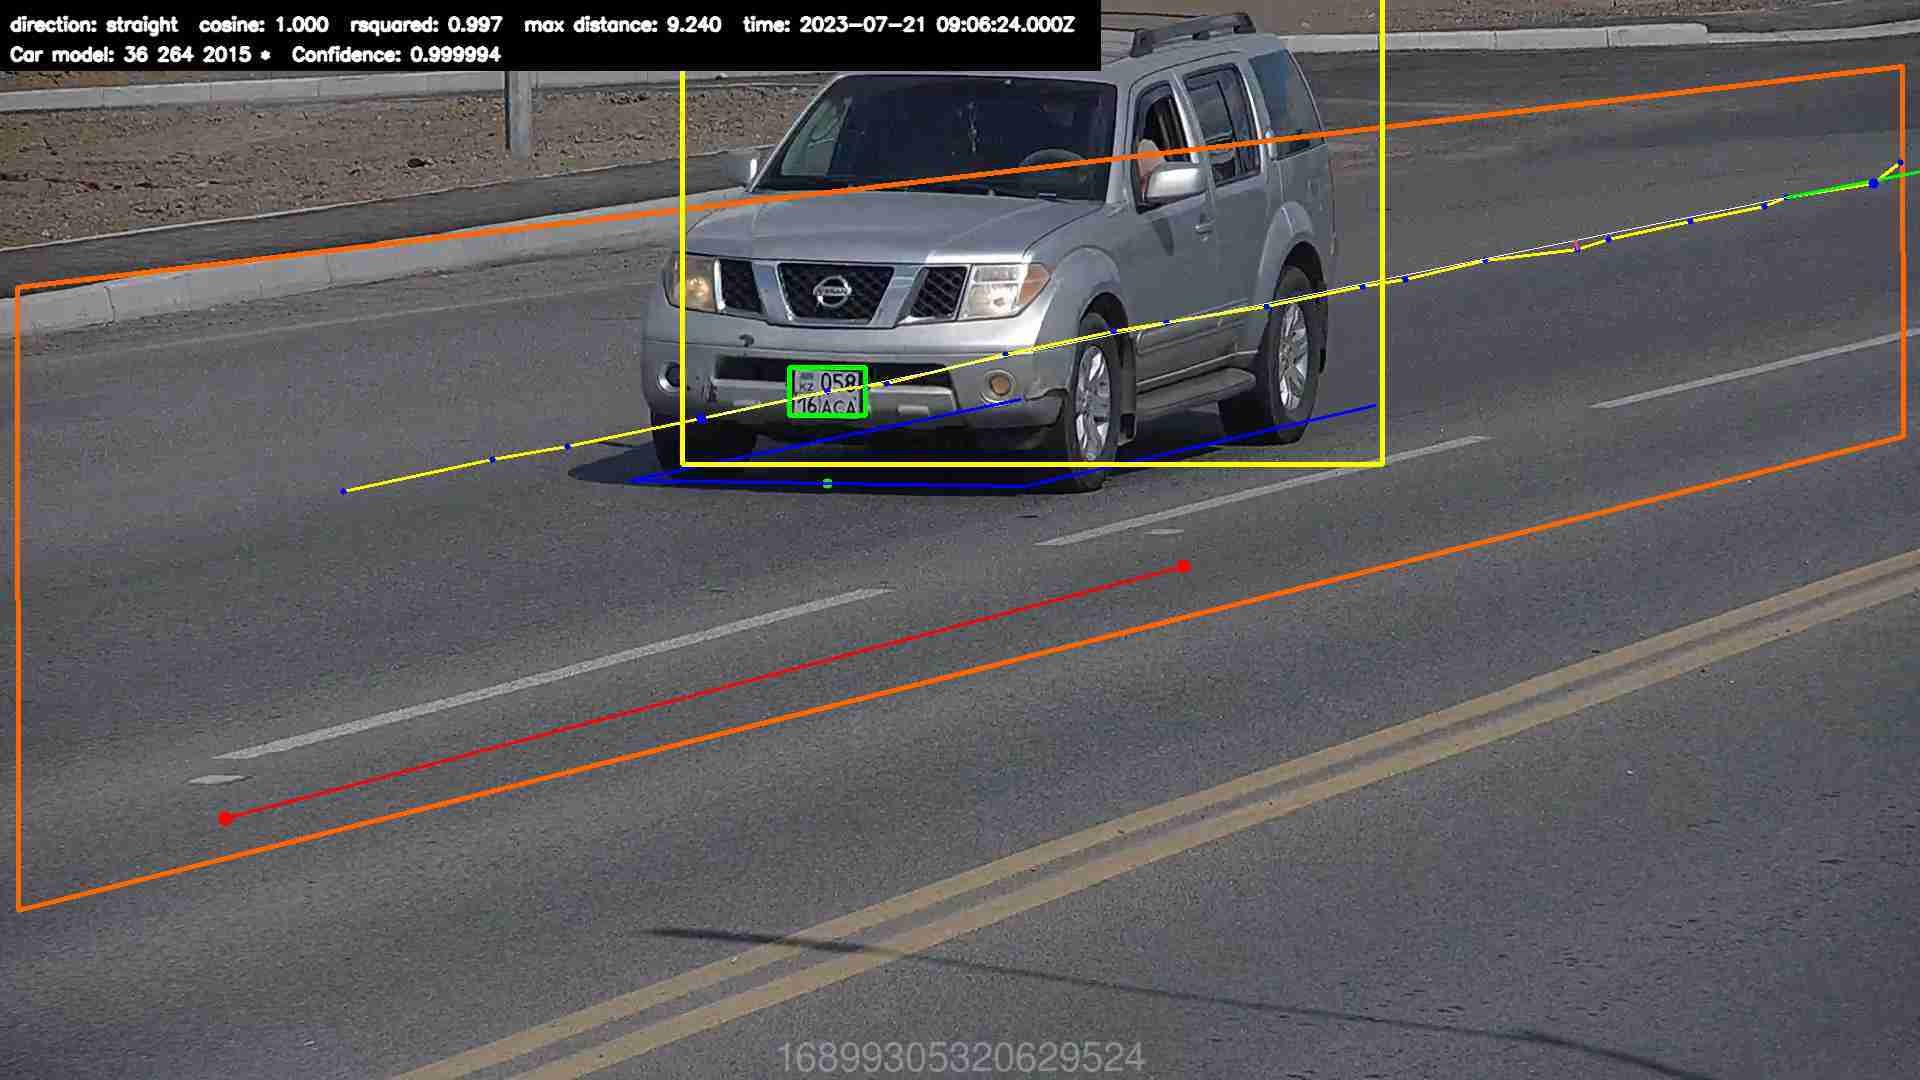 direction: straight cosine: 1.000 rsquared: 0.997 max distance: 9.240 time: 2023-07-21 09:06:24.000Z
Car model: 36 264 2015 * Confidence: 0.999994
NISSAN
KZ 058
16 ACA
16899305320629524